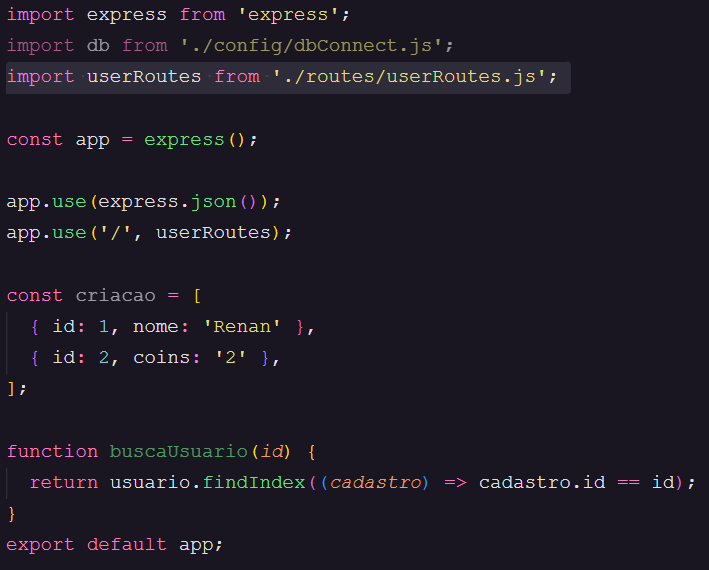 import express from 'express';
import db from './config/dbConnect.js';
import userRoutes from './routes/userRoutes.js';
const app = express();
app.use(express.json());
app.use('/', userRoutes);
const criacao = [
{ id: 1, nome: 'Renan' },
{ id: 2, coins: '2' },
];
function buscaUsuario(id) {
return usuario.findIndex((cadastro) => cadastro.id == id);
}
export default app;